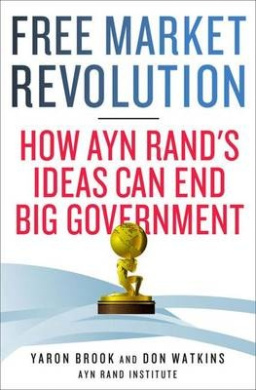 FREE MARKET
REVOLUTION
HOW AYN RAND'S
IDEAS CAN END
BIG GOVERNMENT
YARON BROOK AND DON WATKINS
AYN RAND INSTITUTE